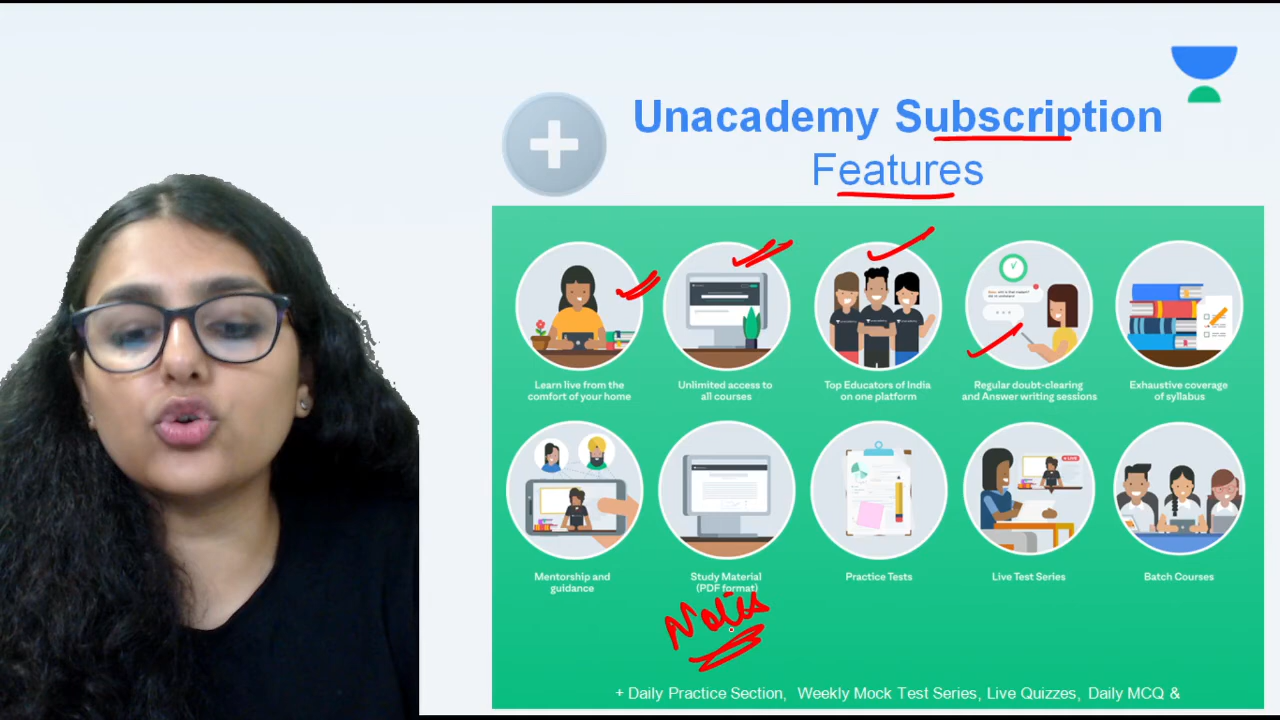 Unacademy Subscription
Features
Learn live from the
comfort of your home
Unlimited access to
all courses
Top Educators of India
on one platform
Regular doubt-clearing
and Answer writing sessions
Exhaustive coverage
of syllabus
Mentorship and
guidance
Study Material
(PDF format)
Practice Tests
Live Test Series
Batch Courses
Notes
+ Daily Practice Section, Weekly Mock Test Series, Live Quizzes, Daily MCQ &